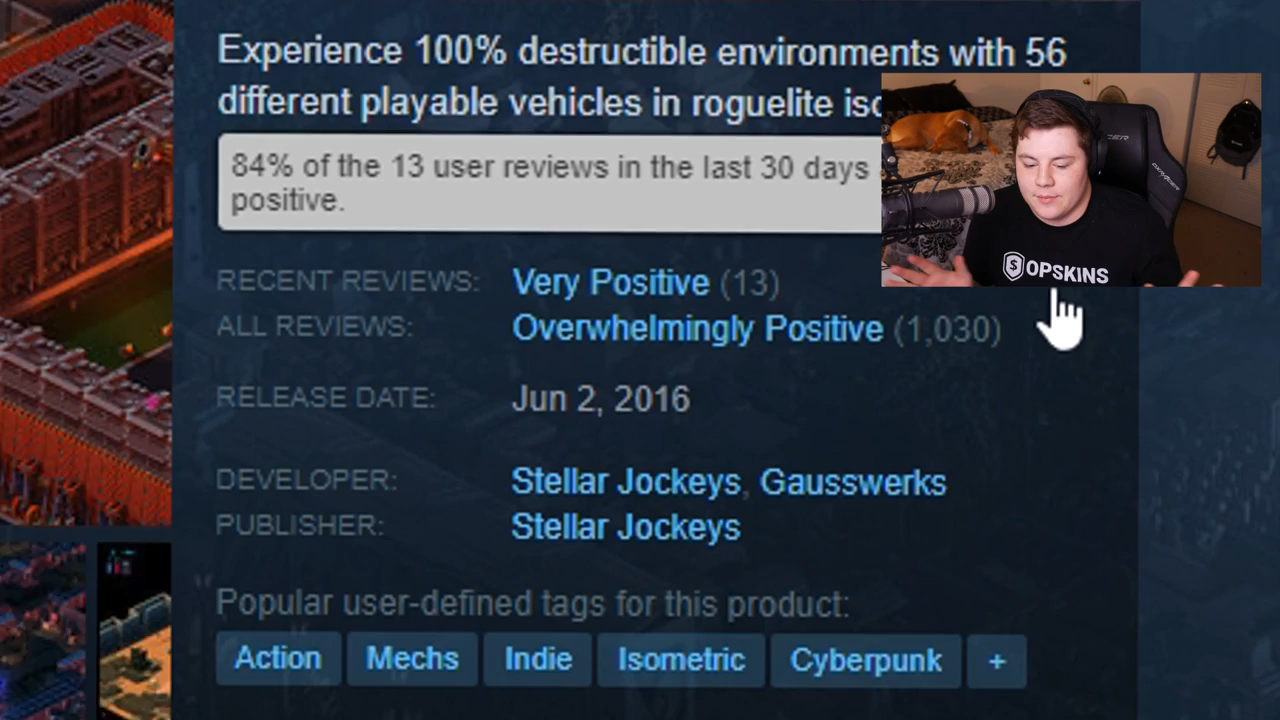 Experience 100% destructible environments with 56
different playable vehicles in roguelite
84% of the 13 user reviews in the last 30 days
positive.
RECENT REVIEWS: Very Positive (13)
ALL REVIEWS: Overwhelmingly Positive (1,030)
RELEASE DATE: Jun 2, 2016
DEVELOPER: Stellar Jockeys, Gausswerks
PUBLISHER: Stellar Jockeys
Popular user-defined tags for this product:
Action Mechs Indie Isometric Cyberpunk +
OPSKINS